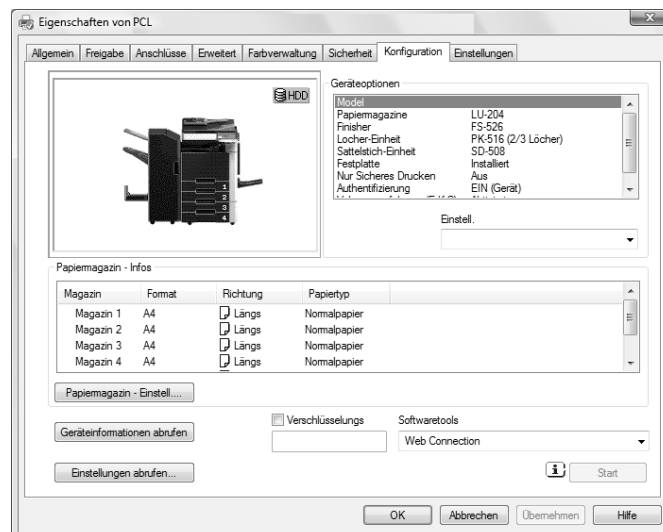 Eigenschaften von PCL
Allgemein Freigabe Anschlüsse Erweitert Farbverwaltung Sicherheit Konfiguration Einstellungen
HDD
1
2
3
4
Geräteoptionen
Model
Papiermagazine LU-204
Finisher FS-526
Locher-Einheit PK-516 (2/3 Löcher)
Sattelstich-Einheit SD-508
Festplatte Installiert
Nur Sicheres Drucken Aus
Authentifizierung EIN (Gerät)
Einstell.
Papiermagazin - Infos
Magazin Format Richtung Papiertyp
Magazin 1 A4 Längs Normalpapier
Magazin 2 A4 Längs Normalpapier
Magazin 3 A4 Längs Normalpapier
Magazin 4 A4 Längs Normalpapier
Papiermagazin - Einstell....
Geräteinformationen abrufen
Verschlüsselungs
Softwaretools
Web Connection
Einstellungen abrufen...
Start
OK Abbrechen Übernehmen Hilfe